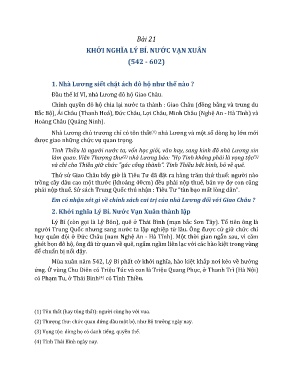 Bài 21
KHỞI NGHĨA LÝ BÍ. NƯỚC VẠN XUÂN
(542 - 602)
1. Nhà Lương siết chặt ách đô hộ như thế nào ?
Đầu thế kỉ VI, nhà Lương đô hộ Giao Châu.
Chính quyền đô hộ chia lại nước ta thành : Giao Châu (đồng bằng và trung du
Bắc Bộ), Ái Châu (Thanh Hoá), Đức Châu, Lợi Châu, Minh Châu (Nghệ An - Hà Tĩnh) và
Hoàng Châu (Quảng Ninh).
Nhà Lương chủ trương chỉ có tôn thất(1) nhà Lương và một số dòng họ lớn mới
được giao những chức vụ quan trọng.
Tinh Thiều là người nước ta, vốn học giỏi, văn hay, sang kinh đô nhà Lương xin
làm quan. Viên Thượng thư(2) nhà Lương bảo: "Họ Tinh không phải là vọng tộc(3)
và chỉ cho Thiều giữ chức "gác cổng thành". Tinh Thiều bất bình, bỏ về quê.
Thứ sử Giao Châu bấy giờ là Tiêu Tư đã đặt ra hàng trăm thứ thuế: người nào
trồng cây dâu cao một thước (khoảng 40cm) đều phải nộp thuế, bán vợ đợ con cũng
phải nộp thuế. Sử sách Trung Quốc thú nhận : Tiêu Tư "tàn bạo mất lòng dân".
Em có nhận xét gì về chính sách cai trị của nhà Lương đối với Giao Châu ?
2. Khởi nghĩa Lý Bí. Nước Vạn Xuân thành lập
Lý Bí (còn gọi là Lý Bôn), quê ở Thái Bình (mạn bắc Sơn Tây). Tổ tiên ông là
người Trung Quốc nhưng sang nước ta lập nghiệp từ lâu. Ông được cử giữ chức chỉ
huy quân đội ở Đức Châu (nam Nghệ An - Hà Tĩnh). Một thời gian ngắn sau, vì căm
ghét bọn đô hộ, ông đã từ quan về quê, ngấm ngầm liên lạc với các hào kiệt trong vùng
để chuẩn bị nổi dậy.
Mùa xuân năm 542, Lý Bí phất cờ khởi nghĩa, hào kiệt khắp nơi kéo về hưởng
ứng. Ở vùng Chu Diên có Triệu Túc và con là Triệu Quang Phục, ở Thanh Trì (Hà Nội)
có Phạm Tu, ở Thái Bình(4) có Tinh Thiều.
(1) Tôn thất (hay tông thất): người cùng họ với vua.
(2) Thượng thư: chức quan đứng đầu một bộ, như Bộ trưởng ngày nay.
(3) Vọng tộc: dòng họ có danh tiếng, quyền thế.
(4) Tỉnh Thái Bình ngày nay.